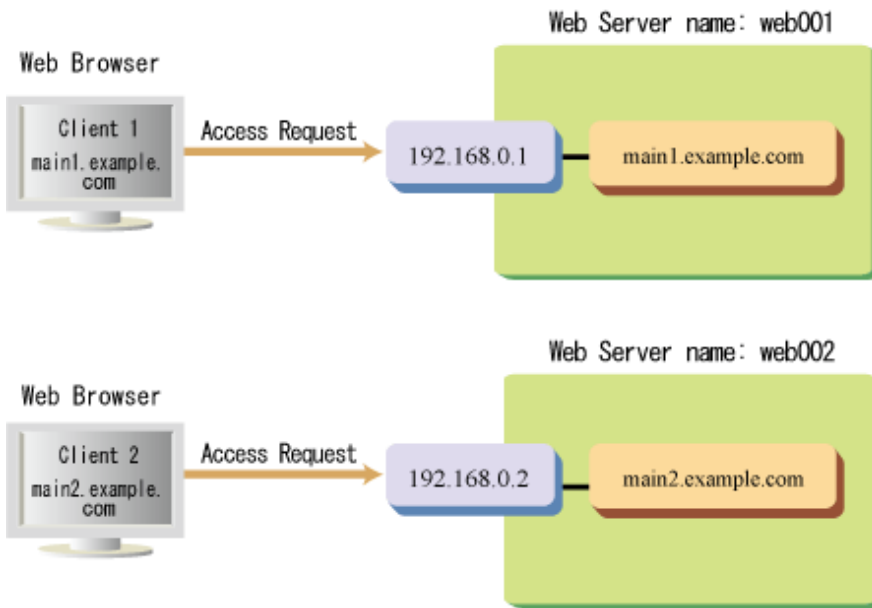 Web Server name: web001
Web Browser
Client 1
main1.example.
com
Access Request
192.168.0.1
main1.example.com
Web Server name: web002
Web Browser
Client 2
main2.example.
com
Access Request
192.168.0.2
main2.example.com